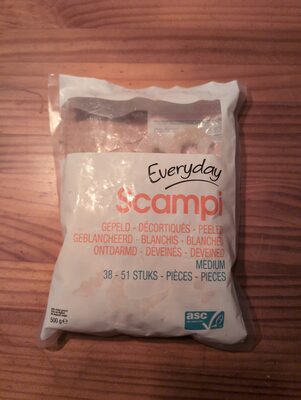 Everyday
Scampi
GEPELD - DÉCORTIQUÉS - PEELED
GEBLANCHEERD - BLANCHIS - BLANCHED
ONTDARMD - DEVEINÉS - DEVEINED
MEDIUM
38 - 51 STUKS - PIÈCES - PIECES
500 g e
asc